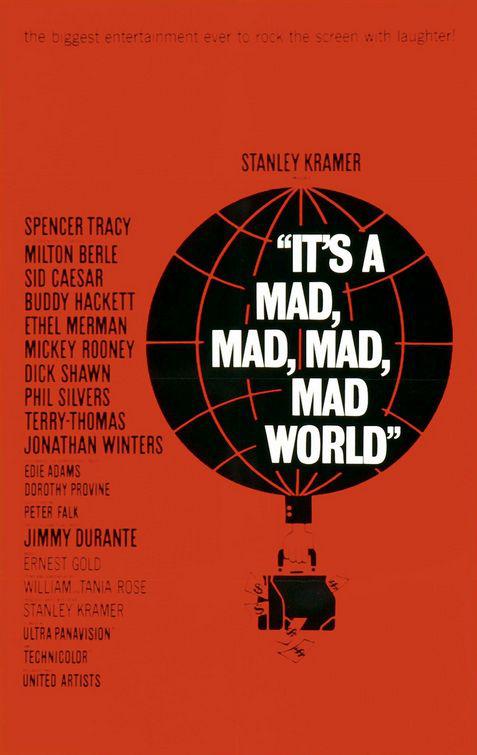 the biggest entertainment ever to rock the screen with laughter!
STANLEY KRAMER
"IT'S A
MAD,
MAD, MAD,
MAD
WORLD"
SPENCER TRACY
MILTON BERLE
SID CAESAR
BUDDY HACKETT
ETHEL MERMAN
MICKEY ROONEY
DICK SHAWN
PHIL SILVERS
TERRY-THOMAS
JONATHAN WINTERS
EDIE ADAMS
DOROTHY PROVINE
PETER FALK
JIMMY DURANTE
ERNEST GOLD
WILLIAM AND TANIA ROSE
STANLEY KRAMER
ULTRA PANAVISION
TECHNICOLOR
UNITED ARTISTS
$
$
$
$